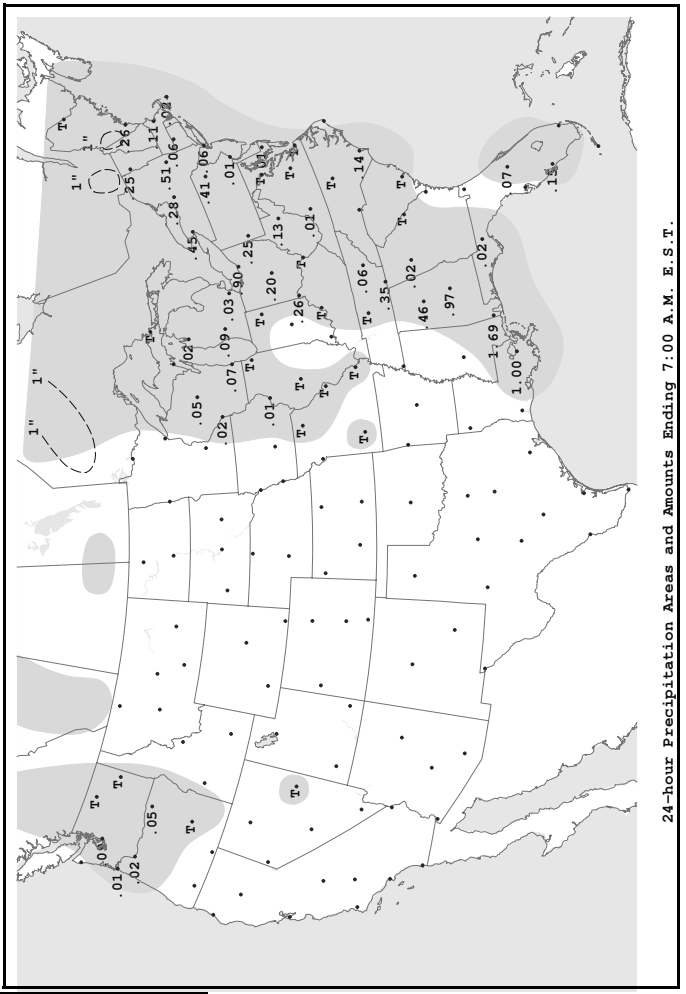 1"
1"
T
1"
1"
T
.01
T
.26
.25
.02
T
.05
.11
.51
.02
.28
.06
.02
T
.45
.05
.41
.06
.02
.09
.03
.01
.07
.90
.25
T
T
T
.01
.01
.20
.13
T
T
T
.26
T
T
T
.01
T
T
T
T
.14
.06
T
T
.35
T
T
.02
.46
.97
.02
1.69
.07
1.00
.15
24-hour Precipitation Areas and Amounts Ending 7:00 A.M. E.S.T.